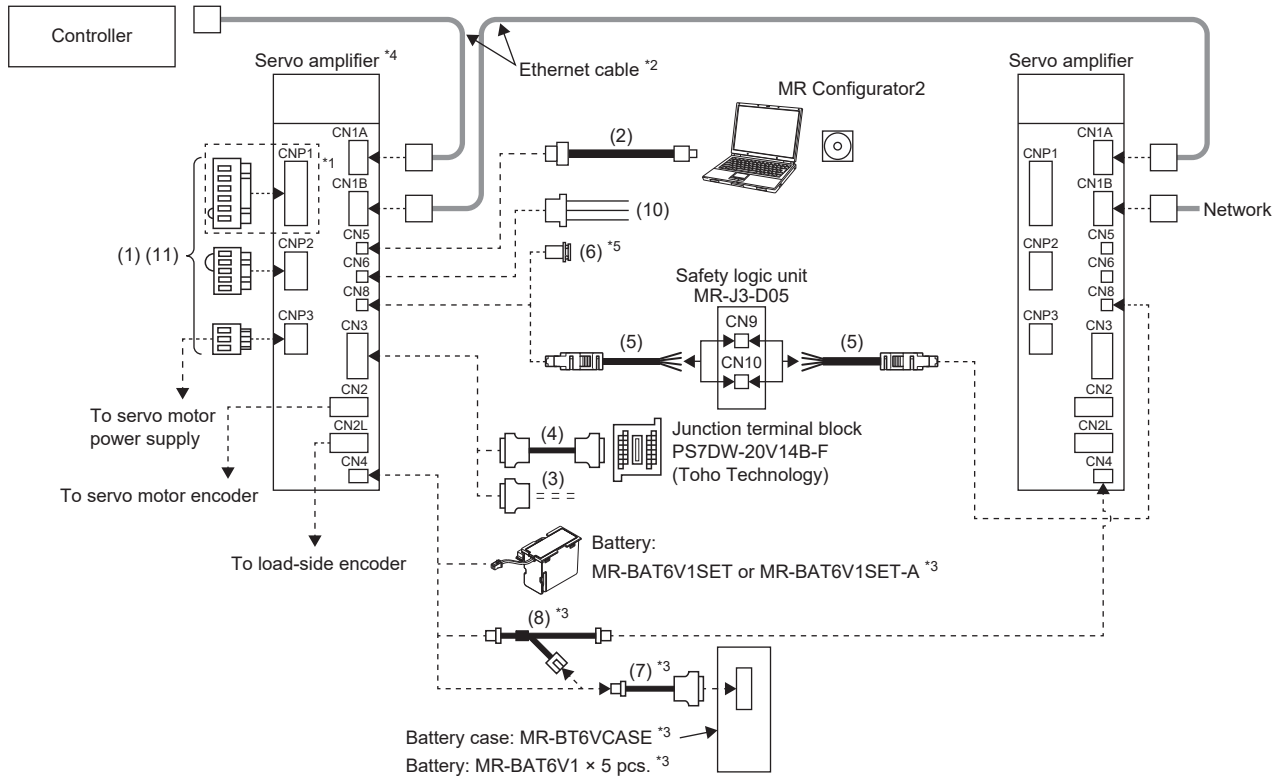 Controller
Servo amplifier *4
Ethernet cable *2
Servo amplifier
MR Configurator2
CN1A
CNP1
*1
(2)
CN1B
(10)
CN5
(1) (11)
CNP2
CN6
(6) *5
CN8
CNP3
CN3
Safety logic unit
MR-J3-D05
CN9
(5)
CN10
(5)
CN1A
CNP1
CN1B
Network
CN5
CNP2
CN6
CN8
CNP3
CN3
CN2
CN2L
CN4
CN2
To servo motor
power supply
CN2L
(4)
Junction terminal block
PS7DW-20V14B-F
(Toho Technology)
CN4
(3)
To servo motor encoder
To load-side encoder
Battery:
MR-BAT6V1SET or MR-BAT6V1SET-A *3
(8) *3
(7) *3
Battery case: MR-BT6VCASE *3
Battery: MR-BAT6V1 × 5 pcs. *3